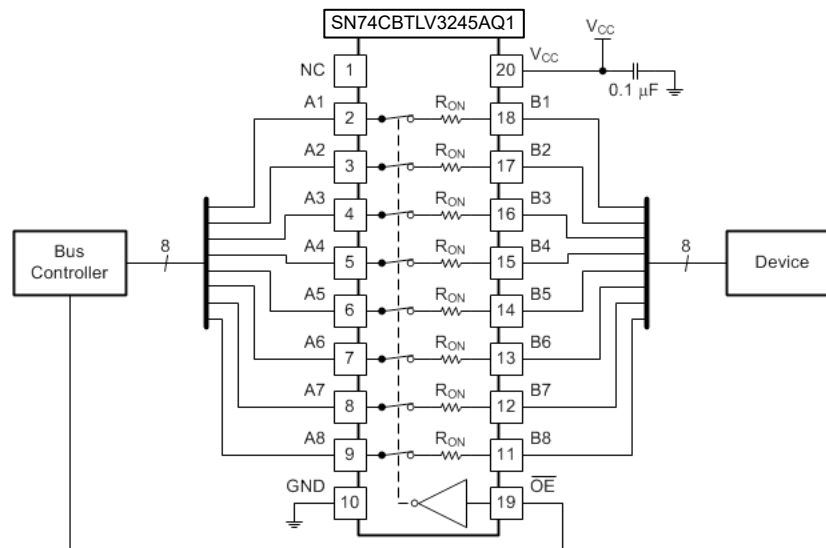 SN74CBTLV3245AQ1
VCC
NC 1 20 VCC
0.1 μF
A1 2 RON 18 B1
A2 3 RON 17 B2
A3 4 RON 16 B3
8 A4 5 RON 15 B4 8
Bus
Controller
Device
A5 6 RON 14 B5
A6 7 RON 13 B6
A7 8 RON 12 B7
A8 9 RON 11 B8
GND 10 19 O̅E̅